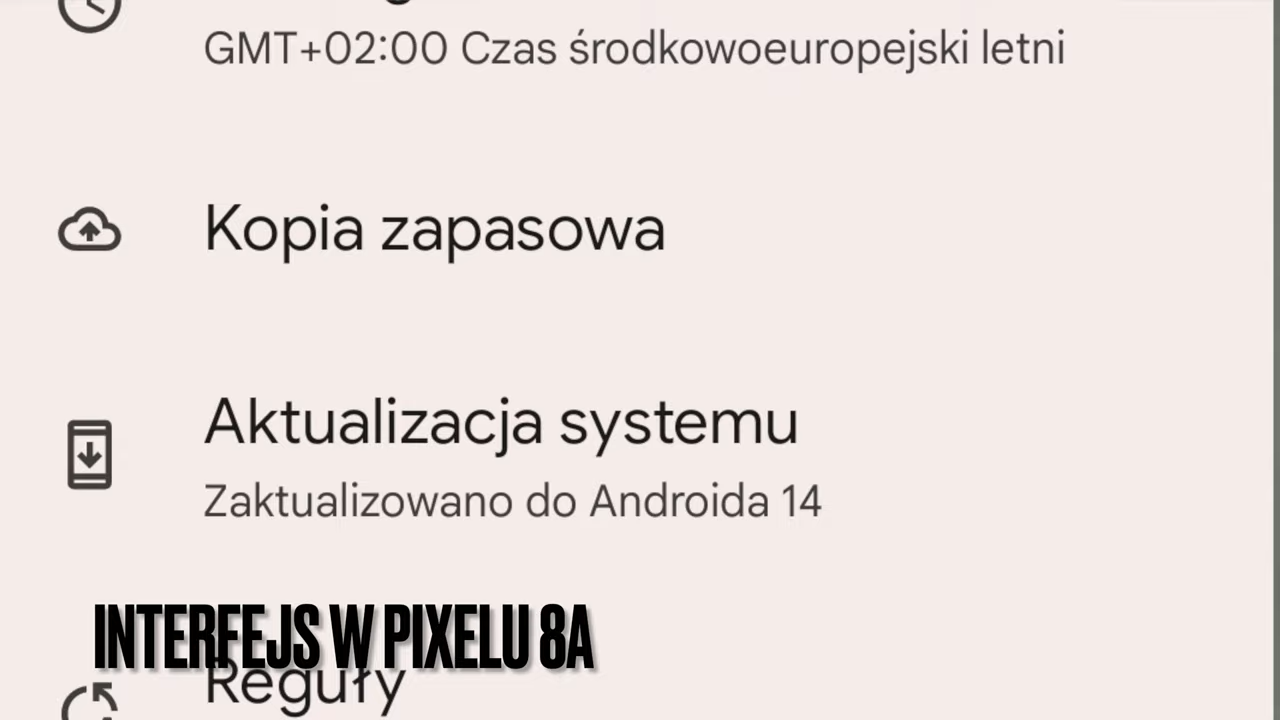 GMT+02:00 Czas środkowoeuropejski letni
Kopia zapasowa
Aktualizacja systemu
Zaktualizowano do Androida 14
INTERFEJS W PIXELU 8A
Reguły